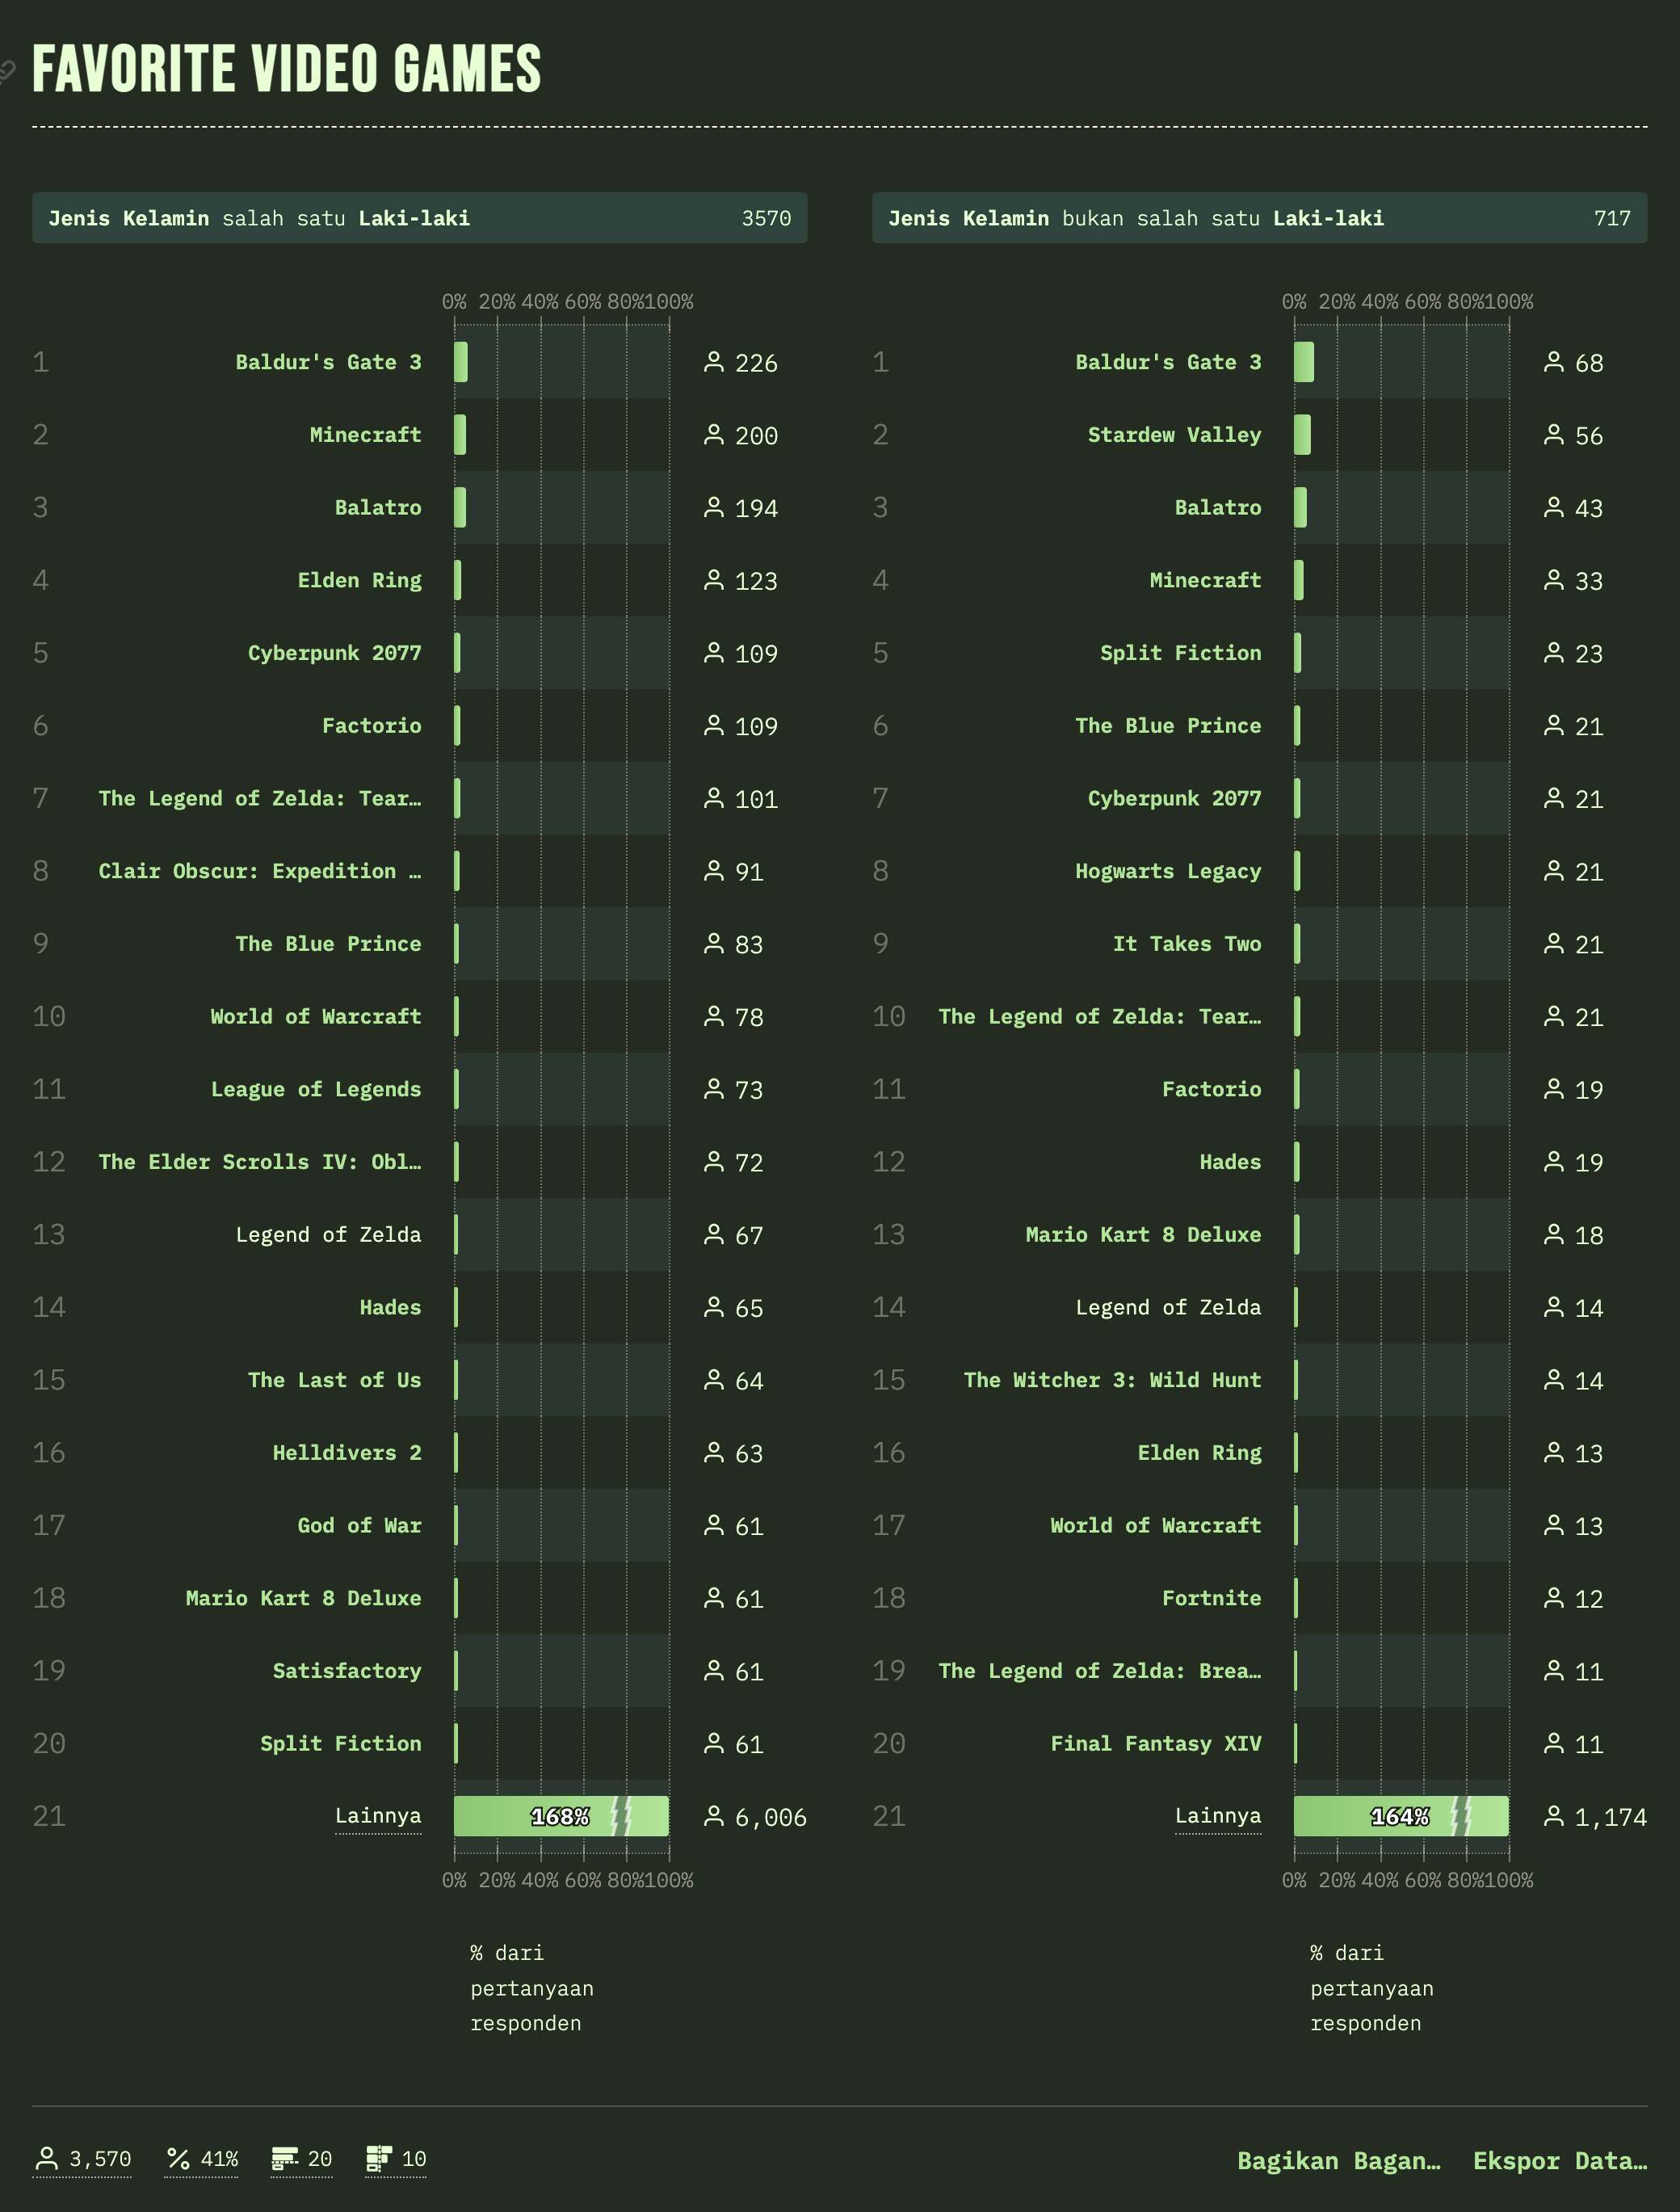 FAVORITE VIDEO GAMES
Jenis Kelamin salah satu Laki-laki 3570
0% 20% 40% 60% 80% 100%
1 Baldur's Gate 3 226
2 Minecraft 200
3 Balatro 194
4 Elden Ring 123
5 Cyberpunk 2077 109
6 Factorio 109
7 The Legend of Zelda: Tear… 101
8 Clair Obscur: Expedition … 91
9 The Blue Prince 83
10 World of Warcraft 78
11 League of Legends 73
12 The Elder Scrolls IV: Obl… 72
13 Legend of Zelda 67
14 Hades 65
15 The Last of Us 64
16 Helldivers 2 63
17 God of War 61
18 Mario Kart 8 Deluxe 61
19 Satisfactory 61
20 Split Fiction 61
21 Lainnya 168% 6,006
0% 20% 40% 60% 80% 100%
% dari
pertanyaan
responden
Jenis Kelamin bukan salah satu Laki-laki 717
0% 20% 40% 60% 80% 100%
1 Baldur's Gate 3 68
2 Stardew Valley 56
3 Balatro 43
4 Minecraft 33
5 Split Fiction 23
6 The Blue Prince 21
7 Cyberpunk 2077 21
8 Hogwarts Legacy 21
9 It Takes Two 21
10 The Legend of Zelda: Tear… 21
11 Factorio 19
12 Hades 19
13 Mario Kart 8 Deluxe 18
14 Legend of Zelda 14
15 The Witcher 3: Wild Hunt 14
16 Elden Ring 13
17 World of Warcraft 13
18 Fortnite 12
19 The Legend of Zelda: Brea… 11
20 Final Fantasy XIV 11
21 Lainnya 164% 1,174
0% 20% 40% 60% 80% 100%
% dari
pertanyaan
responden
3,570 41% 20 10
Bagikan Bagan… Ekspor Data…